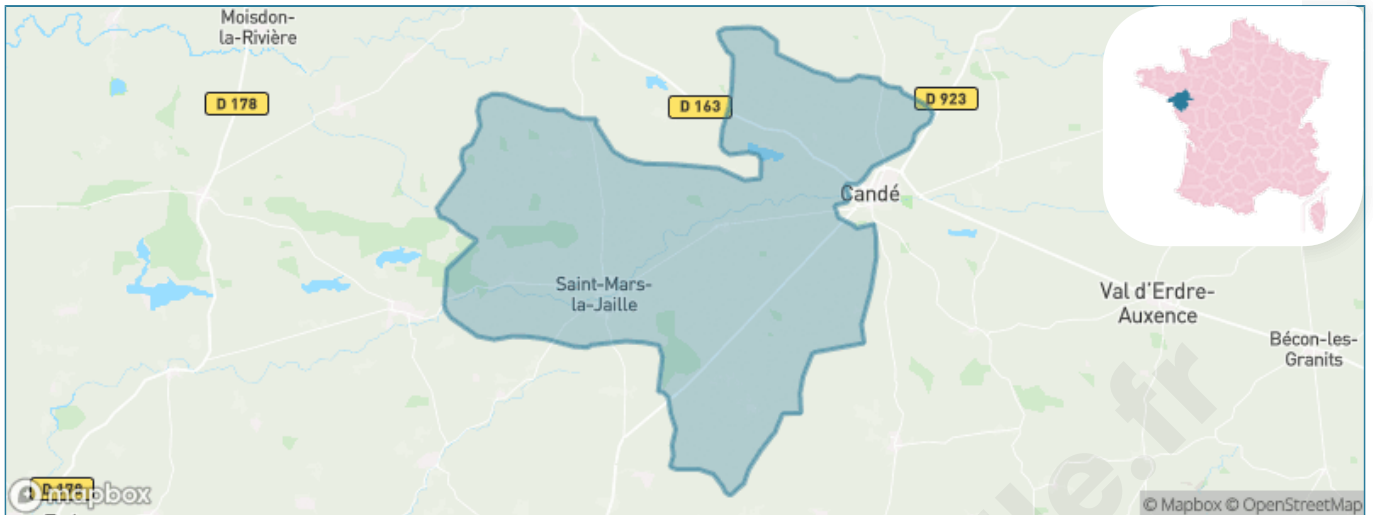 Moisdon-
la-Rivière
D 178
D 163
D 923
Candé
Saint-Mars-
la-Jaille
Val d'Erdre-
Auxence
Bécon-les-
Granits
D 178
mapbox
© Mapbox © OpenStreetMap